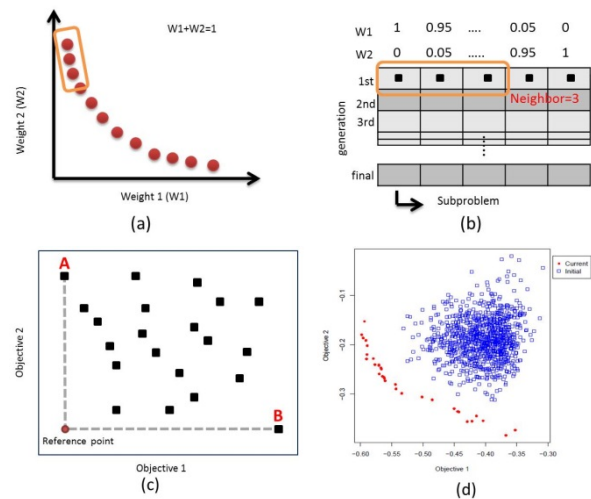 (a)
W1+W2=1
Weight 2 (W2)
Weight 1 (W1)
(a)
W1 1 0.95 .... 0.05 0
W2 0 0.05 ..... 0.95 1
generation
1st
Neighbor=3
2nd
3rd
final
Subproblem
(b)
A
Objective 2
B
Reference point
Objective 1
(c)
Current
Initial
Objective 2
-0.1
-0.2
-0.3
-0.60 -0.55 -0.50 -0.45 -0.40 -0.35 -0.30
Objective 1
(d)